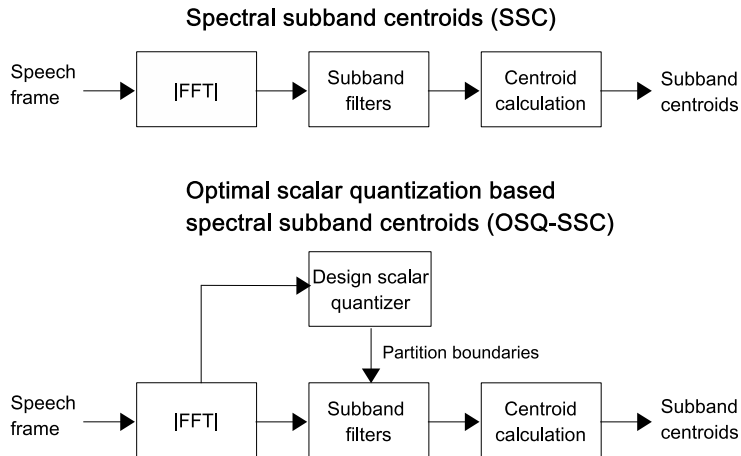 Spectral subband centroids (SSC)
Speech
frame
|FFT|
Subband
filters
Centroid
calculation
Subband
centroids
Optimal scalar quantization based
spectral subband centroids (OSQ-SSC)
Design scalar
quantizer
Partition boundaries
Speech
frame
|FFT|
Subband
filters
Centroid
calculation
Subband
centroids